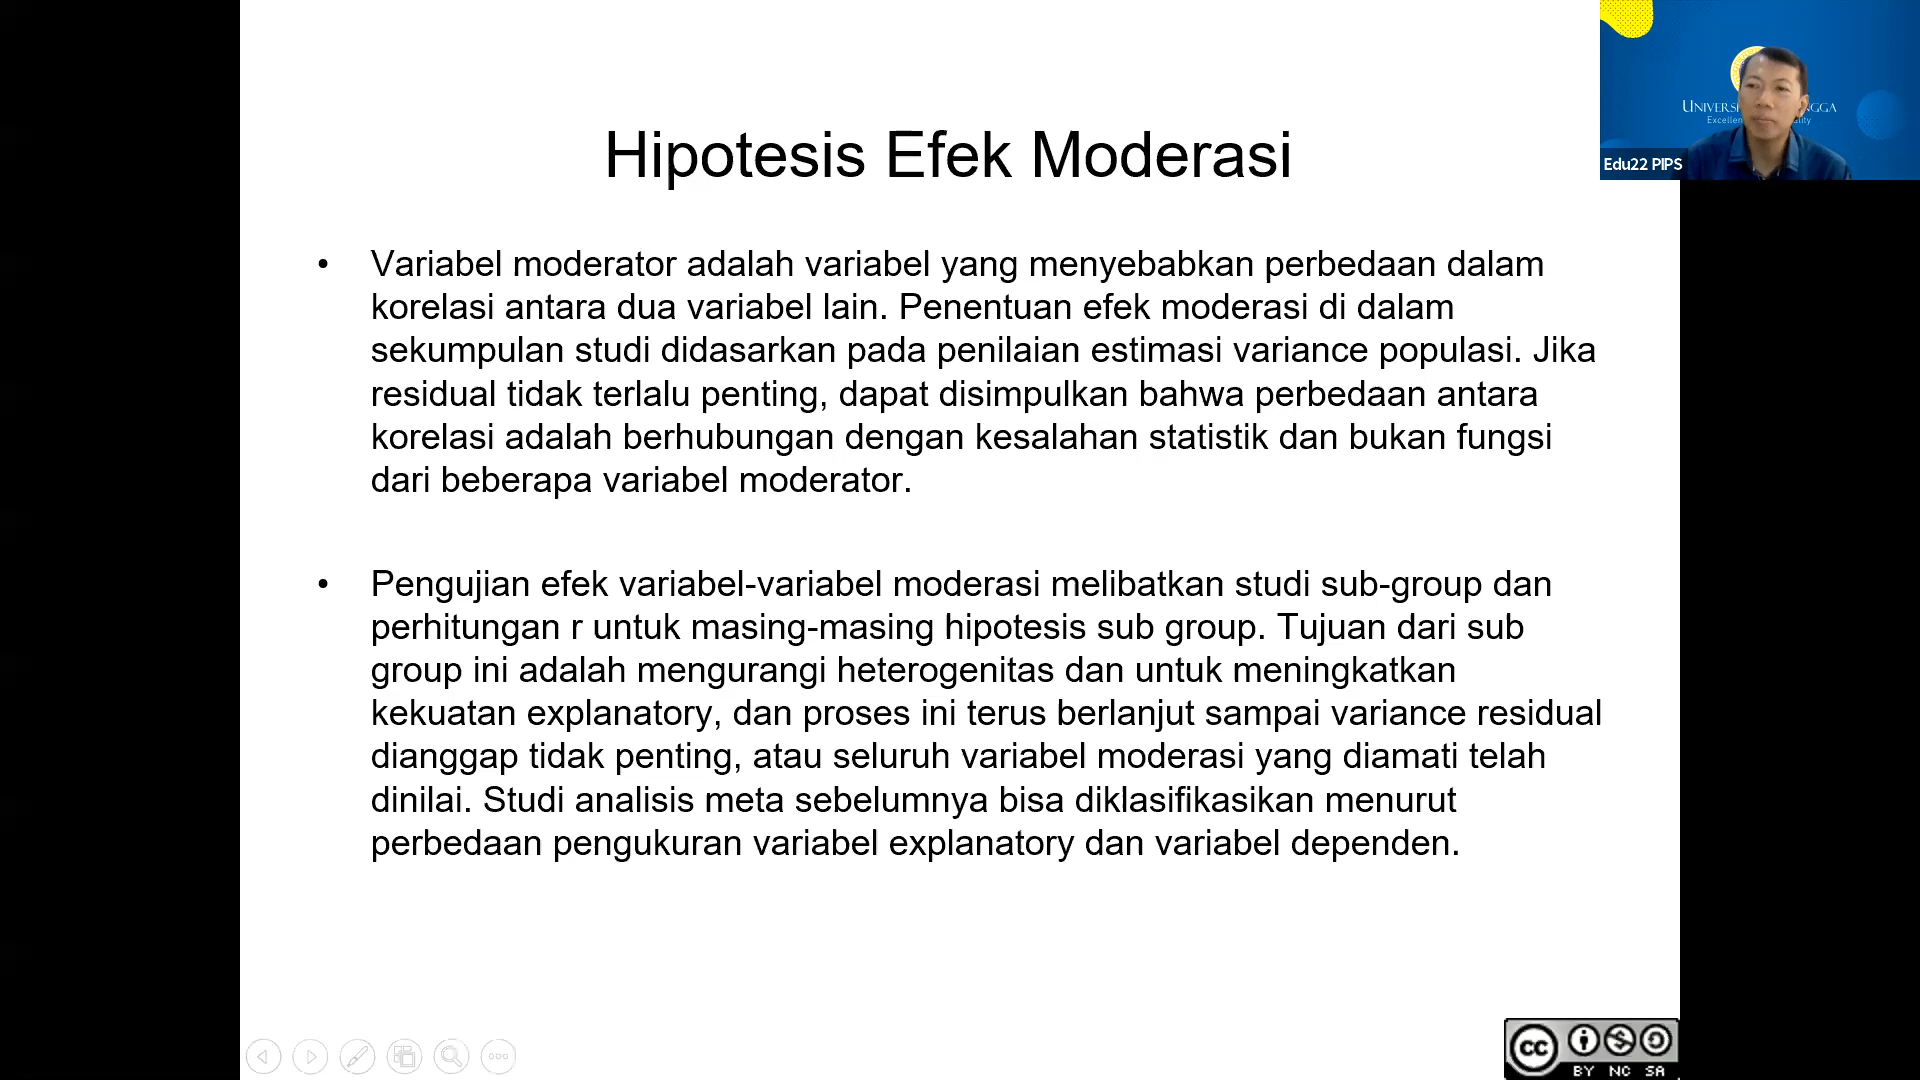 Hipotesis Efek Moderasi
• Variabel moderator adalah variabel yang menyebabkan perbedaan dalam
korelasi antara dua variabel lain. Penentuan efek moderasi di dalam
sekumpulan studi didasarkan pada penilaian estimasi variance populasi. Jika
residual tidak terlalu penting, dapat disimpulkan bahwa perbedaan antara
korelasi adalah berhubungan dengan kesalahan statistik dan bukan fungsi
dari beberapa variabel moderator.
• Pengujian efek variabel-variabel moderasi melibatkan studi sub-group dan
perhitungan r untuk masing-masing hipotesis sub group. Tujuan dari sub
group ini adalah mengurangi heterogenitas dan untuk meningkatkan
kekuatan explanatory, dan proses ini terus berlanjut sampai variance residual
dianggap tidak penting, atau seluruh variabel moderasi yang diamati telah
dinilai. Studi analisis meta sebelumnya bisa diklasifikasikan menurut
perbedaan pengukuran variabel explanatory dan variabel dependen.
Edu22 PIPS
cc
BY NC SA